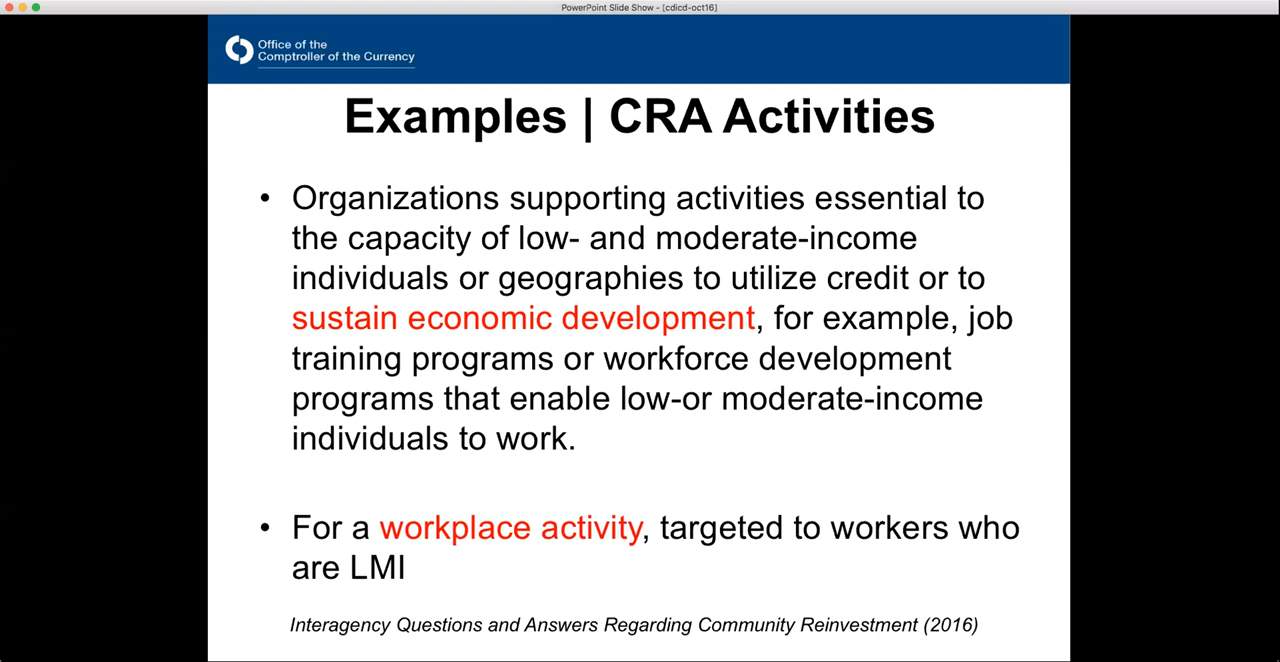 PowerPoint Slide Show - [cdicd-oct16]
Office of the
Comptroller of the Currency
Examples | CRA Activities
• Organizations supporting activities essential to
the capacity of low- and moderate-income
individuals or geographies to utilize credit or to
sustain economic development, for example, job
training programs or workforce development
programs that enable low-or moderate-income
individuals to work.
• For a workplace activity, targeted to workers who
are LMI
Interagency Questions and Answers Regarding Community Reinvestment (2016)